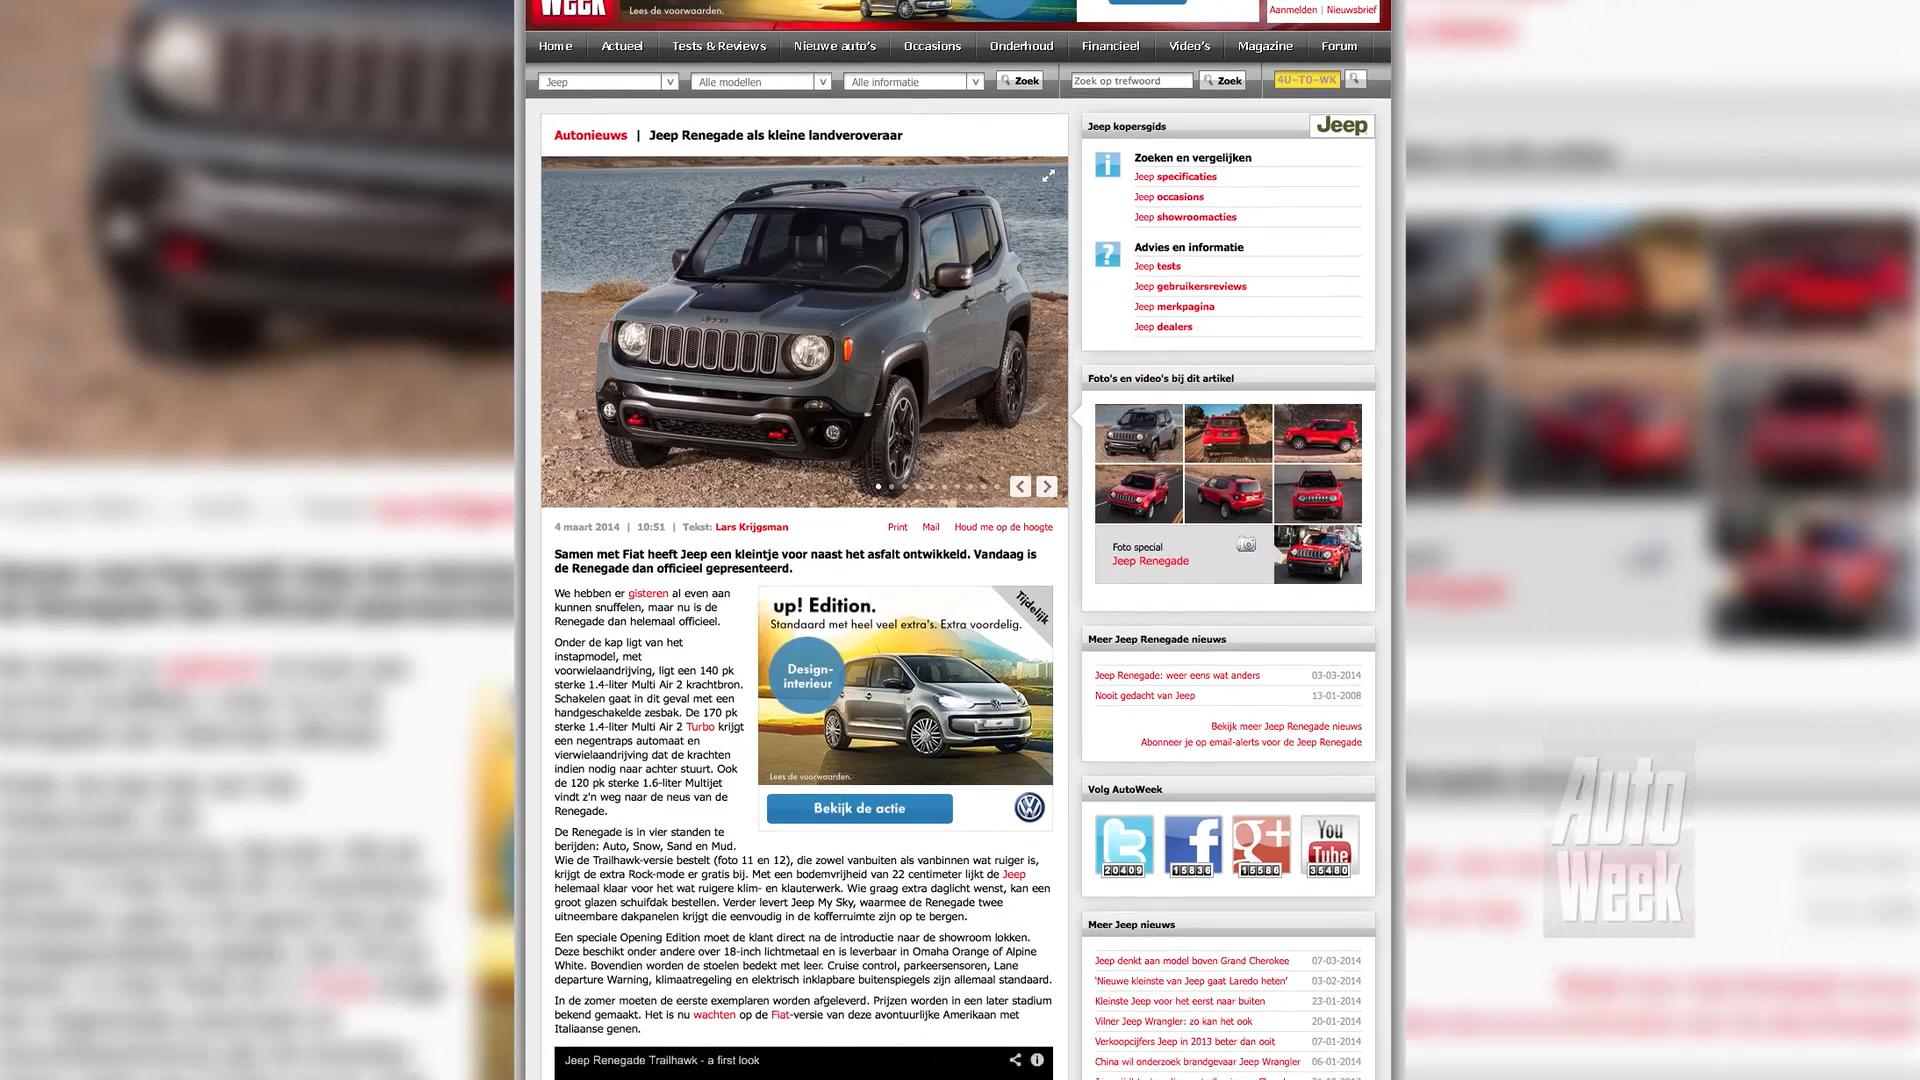 WEEK
Lees de voorwaarden.
Aanmelden | Nieuwsbrief
Home Actueel Tests & Reviews Nieuwe auto's Occasions Onderhoud Financieel Video's Magazine Forum
Jeep Alle modellen Alle informatie Zoek Zoek op trefwoord Zoek 4U-TO-WK
Autonieuws | Jeep Renegade als kleine landveroveraar
4 maart 2014 | 10:51 | Tekst: Lars Krijgsman Print Mail Houd me op de hoogte
Samen met Fiat heeft Jeep een kleintje voor naast het asfalt ontwikkeld. Vandaag is
de Renegade dan officieel gepresenteerd.
We hebben er gisteren al even aan
kunnen snuffelen, maar nu is de
Renegade dan helemaal officieel.
Onder de kap ligt van het
instapmodel, met
voorwielaandrijving, ligt een 140 pk
sterke 1.4-liter Multi Air 2 krachtbron.
Schakelen gaat in dit geval met een
handgeschakelde zesbak. De 170 pk
sterke 1.4-liter Multi Air 2 Turbo krijgt
een negentraps automaat en
vierwielaandrijving dat de krachten
indien nodig naar achter stuurt. Ook
de 120 pk sterke 1.6-liter Multijet
vindt z'n weg naar de neus van de
Renegade.
De Renegade is in vier standen te
berijden: Auto, Snow, Sand en Mud.
Wie de Trailhawk-versie bestelt (foto 11 en 12), die zowel vanbuiten als vanbinnen wat ruiger is,
krijgt de extra Rock-mode er gratis bij. Met een bodemvrijheid van 22 centimeter lijkt de Jeep
helemaal klaar voor het wat ruigere klim- en klauterwerk. Wie graag extra daglicht wenst, kan een
groot glazen schuifdak bestellen. Verder levert Jeep My Sky, waarmee de Renegade twee
uitneembare dakpanelen krijgt die eenvoudig in de kofferruimte zijn op te bergen.
Een speciale Opening Edition moet de klant direct na de introductie naar de showroom lokken.
Deze beschikt onder andere over 18-inch lichtmetaal en is leverbaar in Omaha Orange of Alpine
White. Bovendien worden de stoelen bedekt met leer. Cruise control, parkeersensoren, Lane
departure Warning, klimaatregeling en elektrisch inklapbare buitenspiegels zijn allemaal standaard.
In de zomer moeten de eerste exemplaren worden afgeleverd. Prijzen worden in een later stadium
bekend gemaakt. Het is nu wachten op de Fiat-versie van deze avontuurlijke Amerikaan met
Italiaanse genen.
Jeep Renegade Trailhawk - a first look
up! Edition.
Standaard met heel veel extra's. Extra voordelig.
Tijdelijk
Design-
interieur
Lees de voorwaarden.
Bekijk de actie
Jeep kopersgids
Jeep
Zoeken en vergelijken
Jeep specificaties
Jeep occasions
Jeep showroomacties
Advies en informatie
Jeep tests
Jeep gebruikersreviews
Jeep merkpagina
Jeep dealers
Foto's en video's bij dit artikel
Foto special
Jeep Renegade
Meer Jeep Renegade nieuws
Jeep Renegade: weer eens wat anders 03-03-2014
Nooit gedacht van Jeep 13-01-2008
Bekijk meer Jeep Renegade nieuws
Abonneer je op email-alerts voor de Jeep Renegade
Volg AutoWeek
You
Tube
20409 15836 15586 35480
Meer Jeep nieuws
Jeep denkt aan model boven Grand Cherokee 07-03-2014
'Nieuwe kleinste van Jeep gaat Laredo heten' 03-02-2014
Kleinste Jeep voor het eerst naar buiten 23-01-2014
Vilner Jeep Wrangler: zo kan het ook 20-01-2014
Verkoopcijfers Jeep in 2013 beter dan ooit 07-01-2014
China wil onderzoek brandgevaar Jeep Wrangler 06-01-2014
Auto
Week